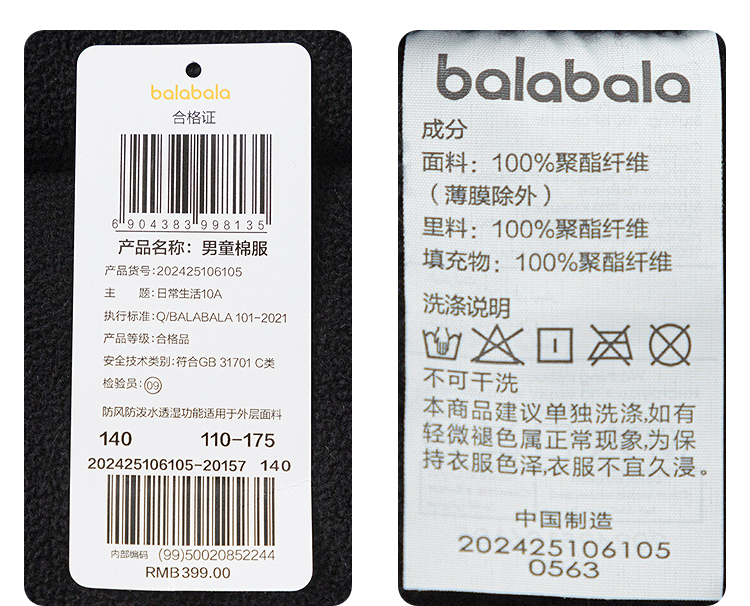 balabala
合格证
6904383998135
产品名称：男童棉服
产品货号：202425106105
主 题：日常生活10A
执行标准：Q/BALABALA 101-2021
产品等级：合格品
安全技术类别：符合GB 31701 C类
检验员：09
防风防泼水透湿功能适用于外层面料
140 110-175
202425106105-20157 140
内部编码 (99)50020852244
RMB399.00
balabala
成分
面料：100%聚酯纤维
（薄膜除外）
里料：100%聚酯纤维
填充物：100%聚酯纤维
洗涤说明
不可干洗
本商品建议单独洗涤,如有
轻微褪色属正常现象,为保
持衣服色泽,衣服不宜久浸。
中国制造
202425106105
0563